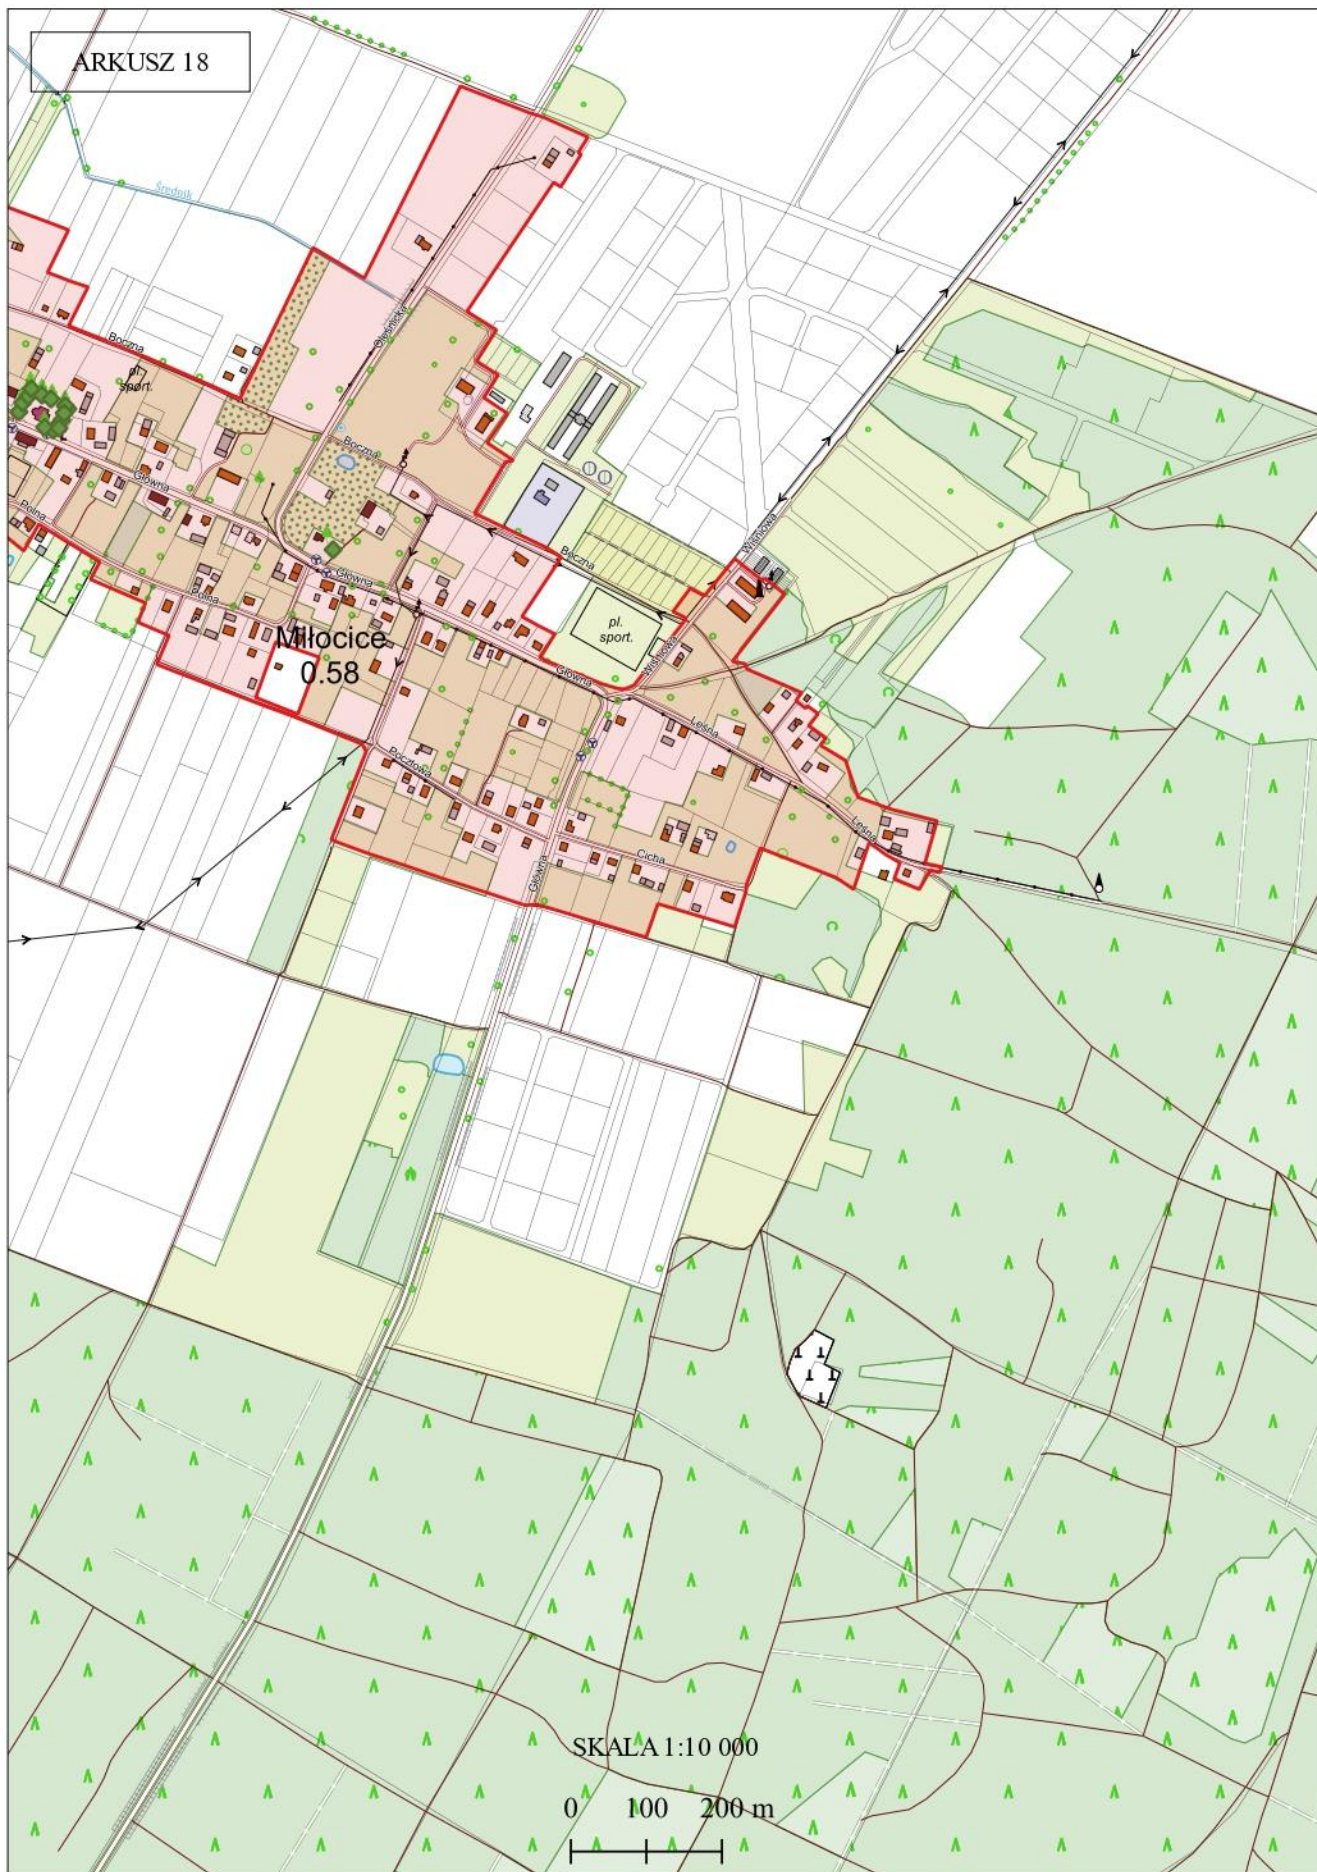 ARKUSZ 18
Średnik
Oleśnicka
Boczna
pl.
sport.
Boczna
Wiśniowa
Główna
Polna
Boczna
Główna
Polna
pl.
sport.
Miłocice
0.58
Wiśniowa
Główna
Leśna
Pocztowa
Leśna
Cicha
Główna
SKALA 1:10 000
0 100 200 m